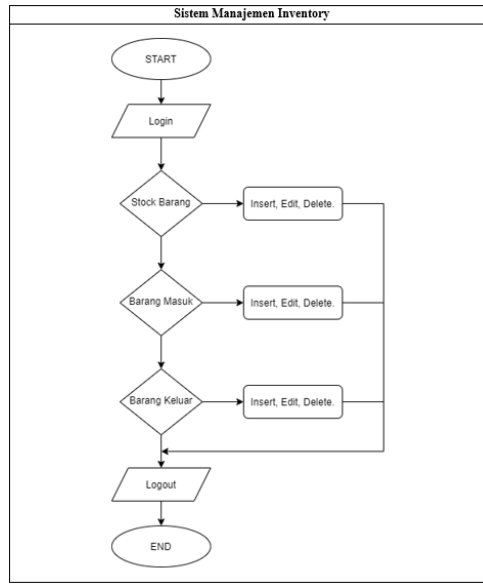 Sistem Manajemen Inventory
START
Login
Stock Barang
Insert, Edit, Delete.
Barang Masuk
Insert, Edit, Delete.
Barang Keluar
Insert, Edit, Delete.
Logout
END